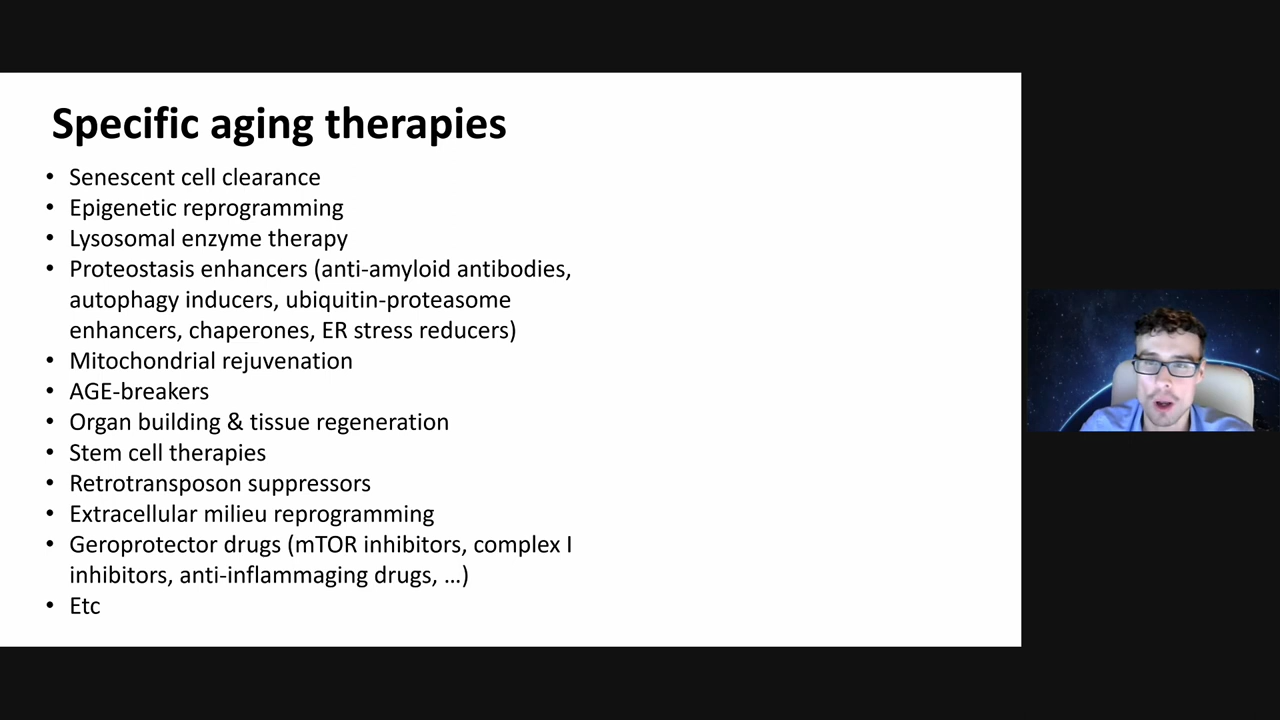 Specific aging therapies
• Senescent cell clearance
• Epigenetic reprogramming
• Lysosomal enzyme therapy
• Proteostasis enhancers (anti-amyloid antibodies,
autophagy inducers, ubiquitin-proteasome
enhancers, chaperones, ER stress reducers)
• Mitochondrial rejuvenation
• AGE-breakers
• Organ building & tissue regeneration
• Stem cell therapies
• Retrotransposon suppressors
• Extracellular milieu reprogramming
• Geroprotector drugs (mTOR inhibitors, complex I
inhibitors, anti-inflammaging drugs, …)
• Etc